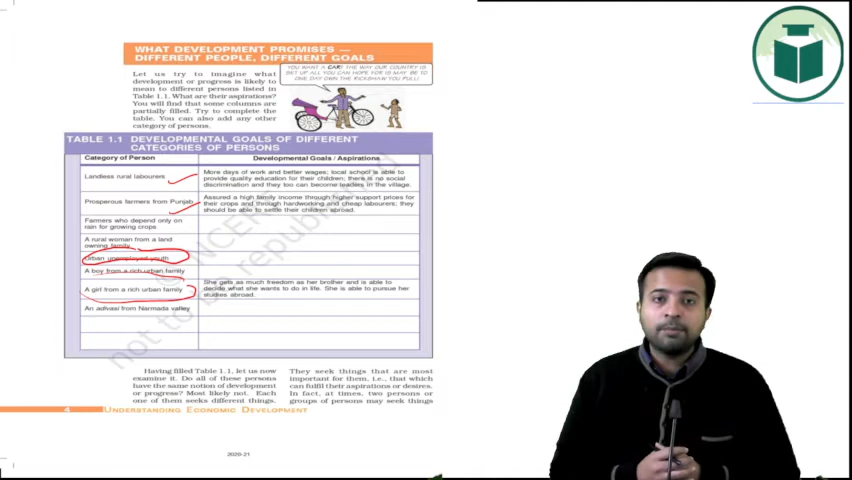 WHAT DEVELOPMENT PROMISES —
DIFFERENT PEOPLE, DIFFERENT GOALS
YOU WANT A CAR? THE WAY OUR COUNTRY IS
SET UP ALL YOU CAN HOPE FOR IS MAY BE TO
ONE DAY OWN THE RICKSHAW YOU PULL!
Let us try to imagine what
development or progress is likely to
mean to different persons listed in
Table 1.1. What are their aspirations?
You will find that some columns are
partially filled. Try to complete the
table. You can also add any other
category of persons.
TABLE 1.1 DEVELOPMENTAL GOALS OF DIFFERENT
CATEGORIES OF PERSONS
Category of Person
Developmental Goals / Aspirations
Landless rural labourers
More days of work and better wages; local school is able to
provide quality education for their children; there is no social
discrimination and they too can become leaders in the village.
Prosperous farmers from Punjab
Assured a high family income through higher support prices for
their crops and through hardworking and cheap labourers; they
should be able to settle their children abroad.
Farmers who depend only on
rain for growing crops
A rural woman from a land
owning family
Urban unemployed youth
A boy from a rich urban family
A girl from a rich urban family
She gets as much freedom as her brother and is able to
decide what she wants to do in life. She is able to pursue her
studies abroad.
An adivasi from Narmada valley
not to be republished
Having filled Table 1.1, let us now
examine it. Do all of these persons
have the same notion of development
or progress? Most likely not. Each
one of them seeks different things.
They seek things that are most
important for them, i.e., that which
can fulfil their aspirations or desires.
In fact, at times, two persons or
groups of persons may seek things
4 UNDERSTANDING ECONOMIC DEVELOPMENT
2020-21